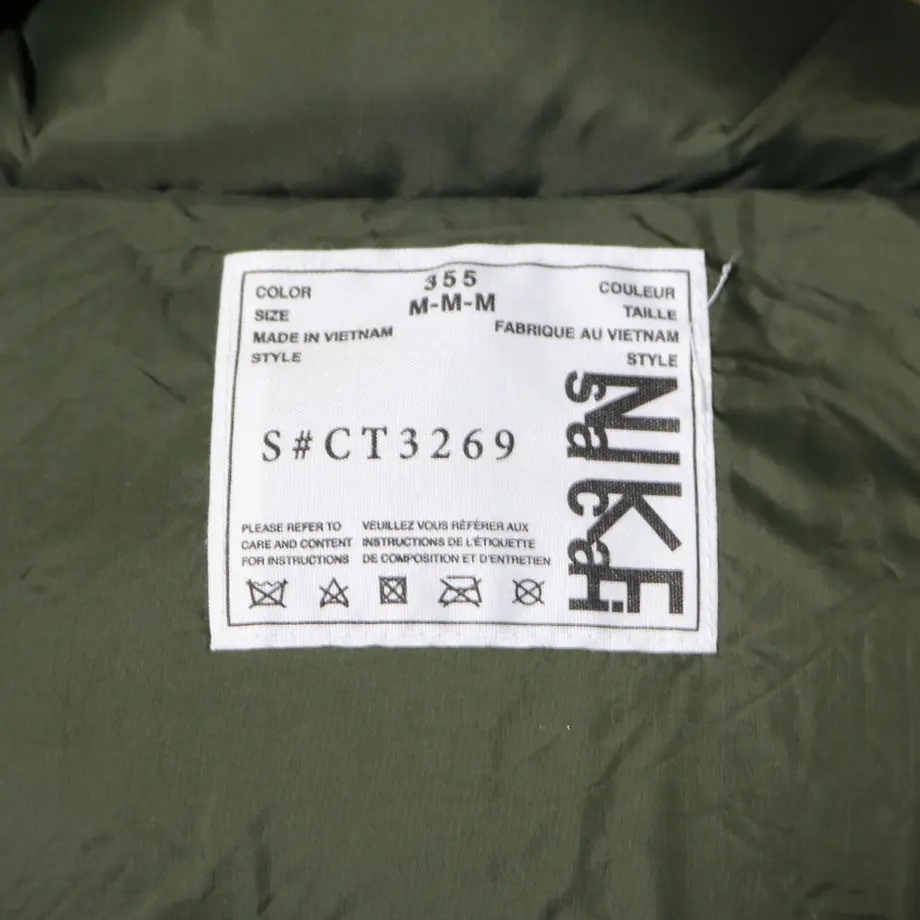 COLOR 355 COULEUR
SIZE M-M-M TAILLE
MADE IN VIETNAM FABRIQUE AU VIETNAM
STYLE STYLE
S#CT3269
NIKE
sacai
PLEASE REFER TO
CARE AND CONTENT
FOR INSTRUCTIONS
VEUILLEZ VOUS RÉFÉRER AUX
INSTRUCTIONS DE L'ÉTIQUETTE
DE COMPOSITION ET D'ENTRETIEN